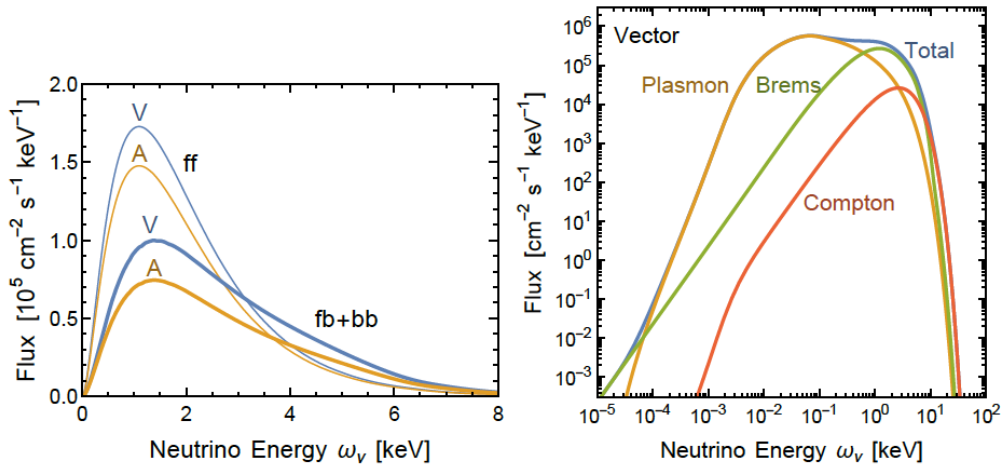 Flux [10⁵ cm⁻² s⁻¹ keV⁻¹]
2.0
1.5
1.0
0.5
0.0
V
A
ff
V
A
fb+bb
0 2 4 6 8
Neutrino Energy ων [keV]
Flux [cm⁻² s⁻¹ keV⁻¹]
10⁶
10⁵
10⁴
10³
10²
10¹
10⁰
10⁻¹
10⁻²
10⁻³
Vector
Total
Plasmon Brems
Compton
10⁻⁵ 10⁻⁴ 10⁻³ 10⁻² 10⁻¹ 10⁰ 10¹ 10²
Neutrino Energy ων [keV]